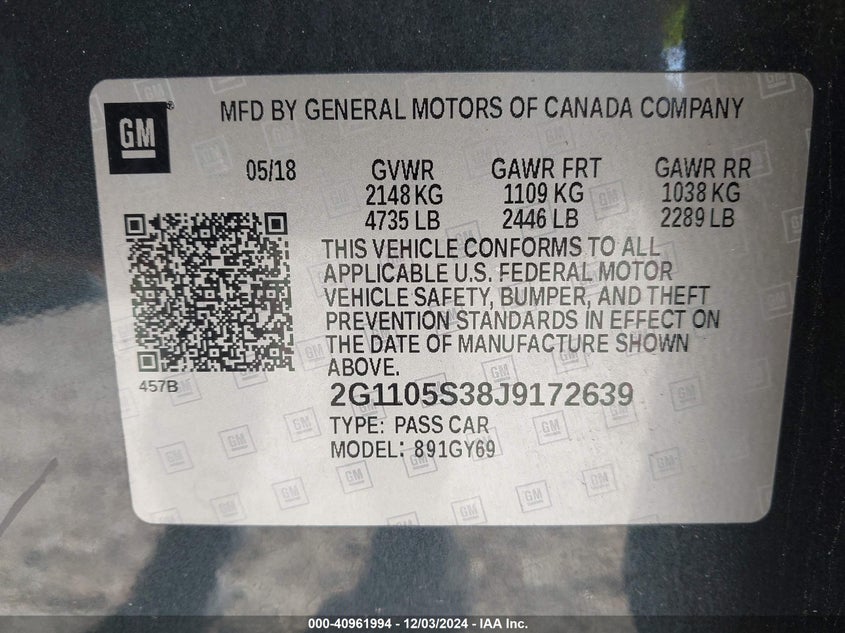 GM
MFD BY GENERAL MOTORS OF CANADA COMPANY
05/18 GVWR GAWR FRT GAWR RR
2148 KG 1109 KG 1038 KG
4735 LB 2446 LB 2289 LB
THIS VEHICLE CONFORMS TO ALL
APPLICABLE U.S. FEDERAL MOTOR
VEHICLE SAFETY, BUMPER, AND THEFT
PREVENTION STANDARDS IN EFFECT ON
THE DATE OF MANUFACTURE SHOWN
ABOVE.
457B
2G1105S38J9172639
TYPE: PASS CAR
MODEL: 891GY69
000-40961994 - 12/03/2024 - IAA Inc.